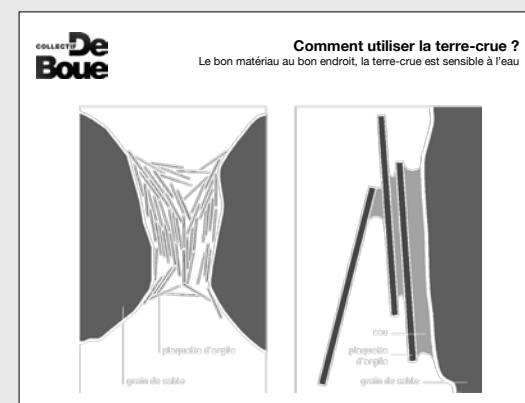 COLLECTIF De
Boue
Comment utiliser la terre-crue ?
Le bon matériau au bon endroit, la terre-crue est sensible à l'eau
plaquette d'argile
grain de sable
eau
plaquette
d'argile
grain de sable